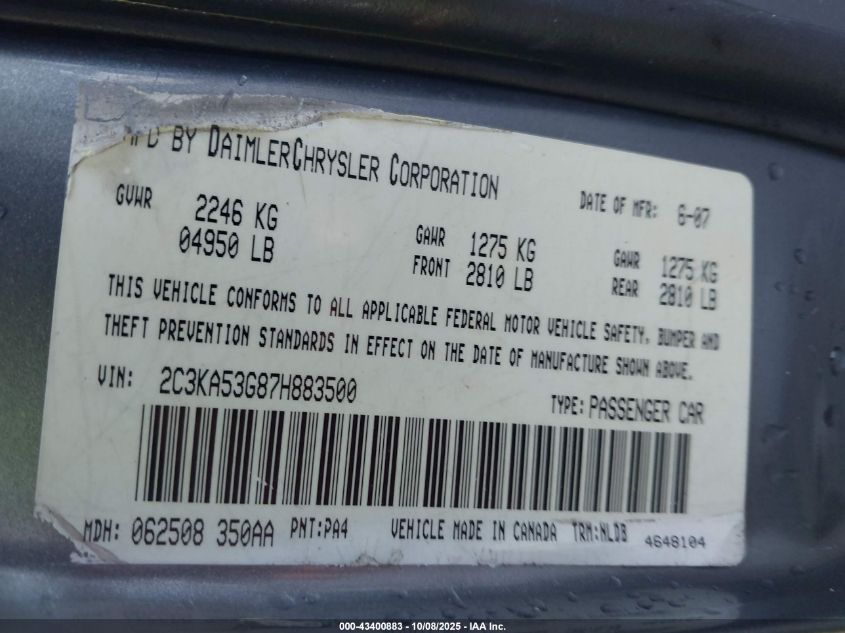 MFD BY DAIMLERCHRYSLER CORPORATION
DATE OF MFR: 6-07
GVWR 2246 KG
04950 LB
GAWR FRONT 1275 KG
2810 LB
GAWR REAR 1275 KG
2810 LB
THIS VEHICLE CONFORMS TO ALL APPLICABLE FEDERAL MOTOR VEHICLE SAFETY, BUMPER AND
THEFT PREVENTION STANDARDS IN EFFECT ON THE DATE OF MANUFACTURE SHOWN ABOVE.
VIN: 2C3KA53G87H883500
TYPE: PASSENGER CAR
MDH: 062508 350AA PNT:PA4 VEHICLE MADE IN CANADA TRM:NLDB 4648104
000-43400883 - 10/08/2025 - IAA Inc.